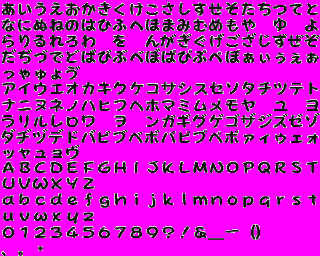 あいうえおかきくけこさしすせそたちつてと
なにぬねのはひふへほまみむめもや　ゆ　よ
らりるれろわ　を　んがぎぐげござじずぜぞ
だぢづでどばびぶべぼぱぴぷぺぽぁぃぅぇぉ
っゃゅょヴ
アイウエオカキクケコサシスセソタチツテト
ナニヌネノハヒフヘホマミムメモヤ　ユ　ヨ
ラリルレロワ　ヲ　ンガギグゲゴザジズゼゾ
ダヂヅデドバビブベボパピプペポァィゥェォ
ッャュョヴ
ABCDEFGHIJKLMNOPQRST
UVWXYZ
abcdefghijklmnopqrst
uvwxyz
0123456789?!&_ー()
、。・